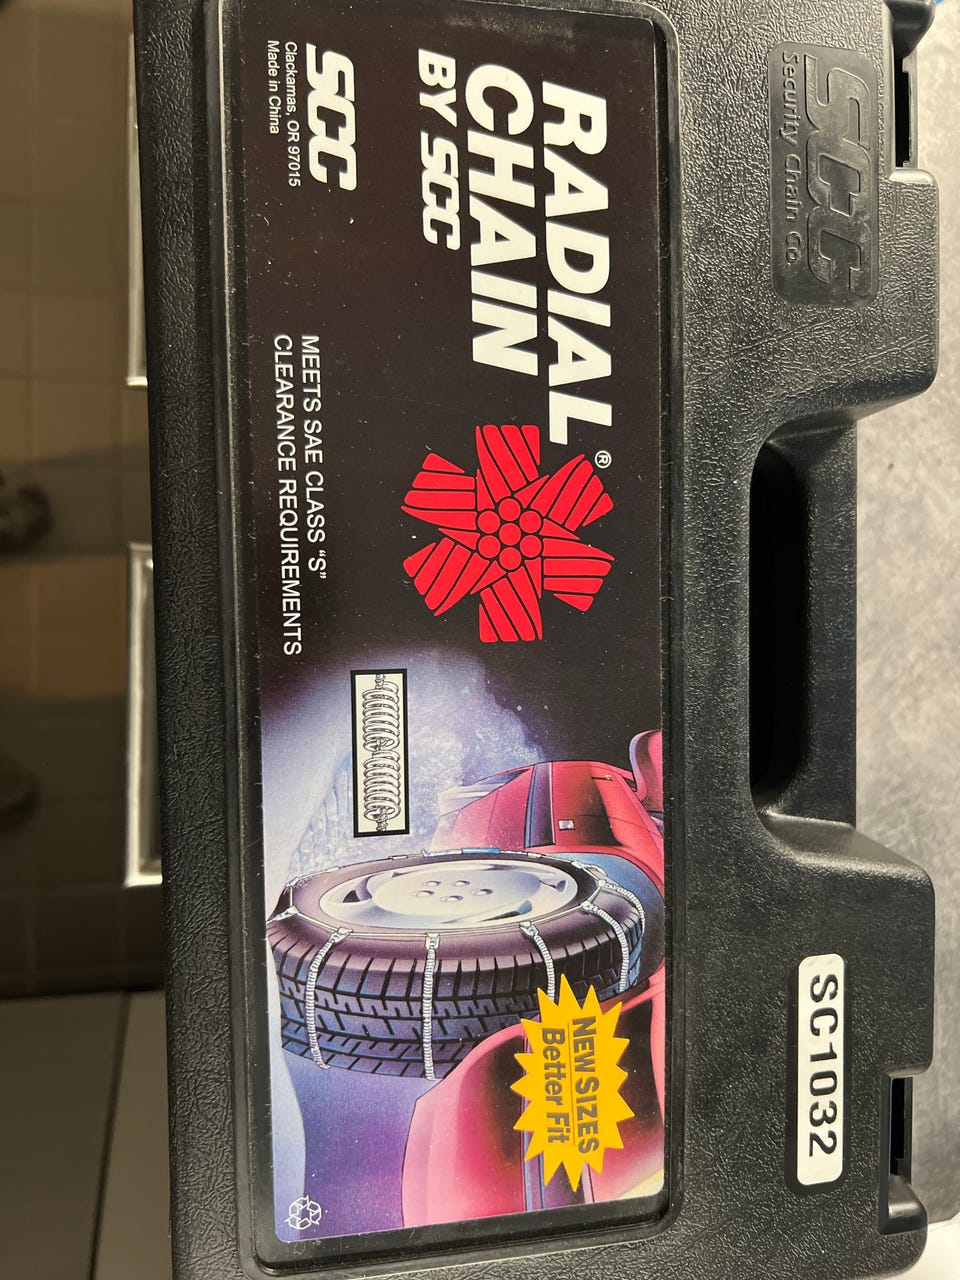 SCC
Security Chain Co
SC1032
RADIAL
CHAIN
BY SCC
®
SCC
Clackamas, OR 97015
Made in China
MEETS SAE CLASS “S”
CLEARANCE REQUIREMENTS
NEW SIZES
Better Fit